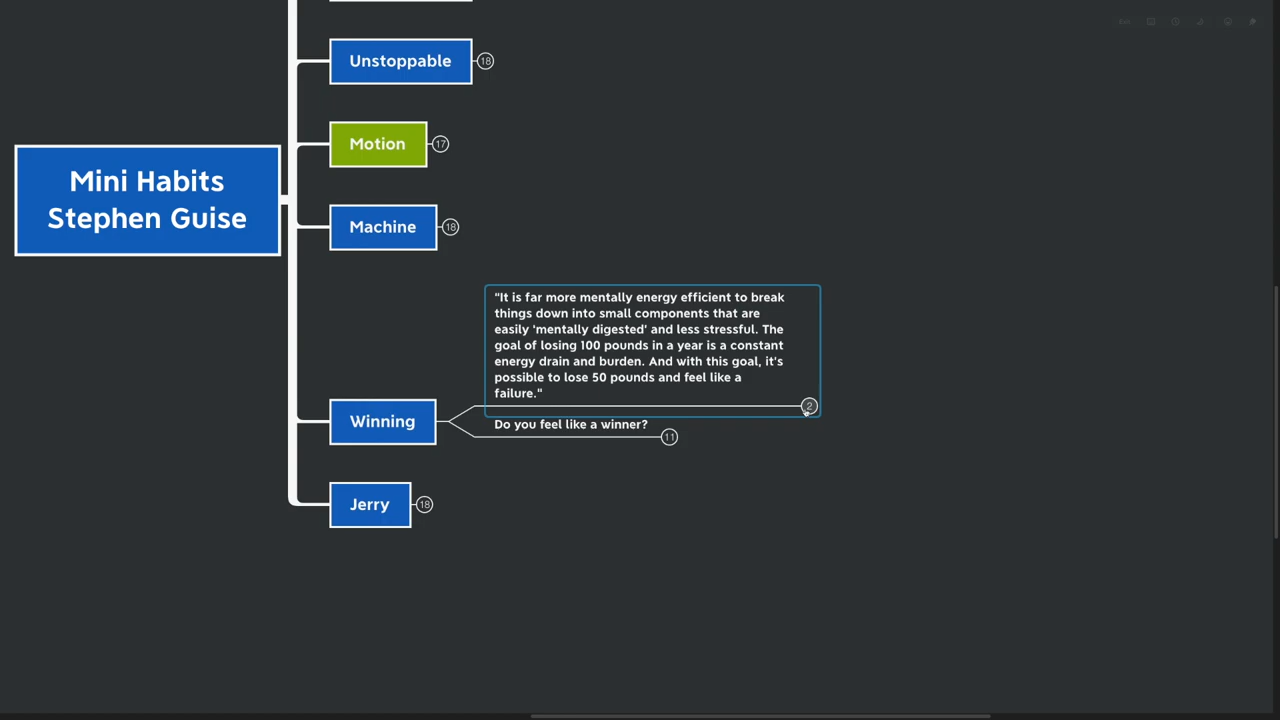 Unstoppable
18
Motion
17
Mini Habits
Stephen Guise
Machine
18
"It is far more mentally energy efficient to break
things down into small components that are
easily 'mentally digested' and less stressful. The
goal of losing 100 pounds in a year is a constant
energy drain and burden. And with this goal, it's
possible to lose 50 pounds and feel like a
failure."
2
Winning
Do you feel like a winner?
11
Jerry
18